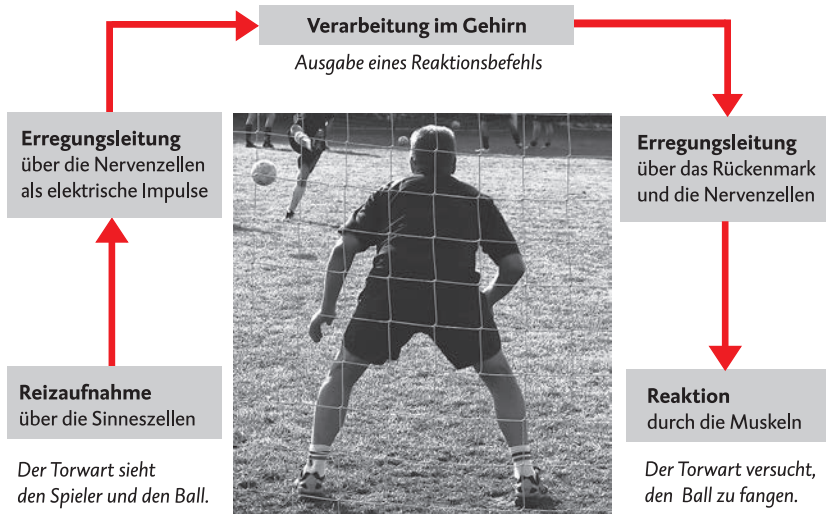 Verarbeitung im Gehirn
Ausgabe eines Reaktionsbefehls
Erregungsleitung
über die Nervenzellen
als elektrische Impulse
Erregungsleitung
über das Rückenmark
und die Nervenzellen
Reizaufnahme
über die Sinneszellen
Der Torwart sieht
den Spieler und den Ball.
Reaktion
durch die Muskeln
Der Torwart versucht,
den Ball zu fangen.